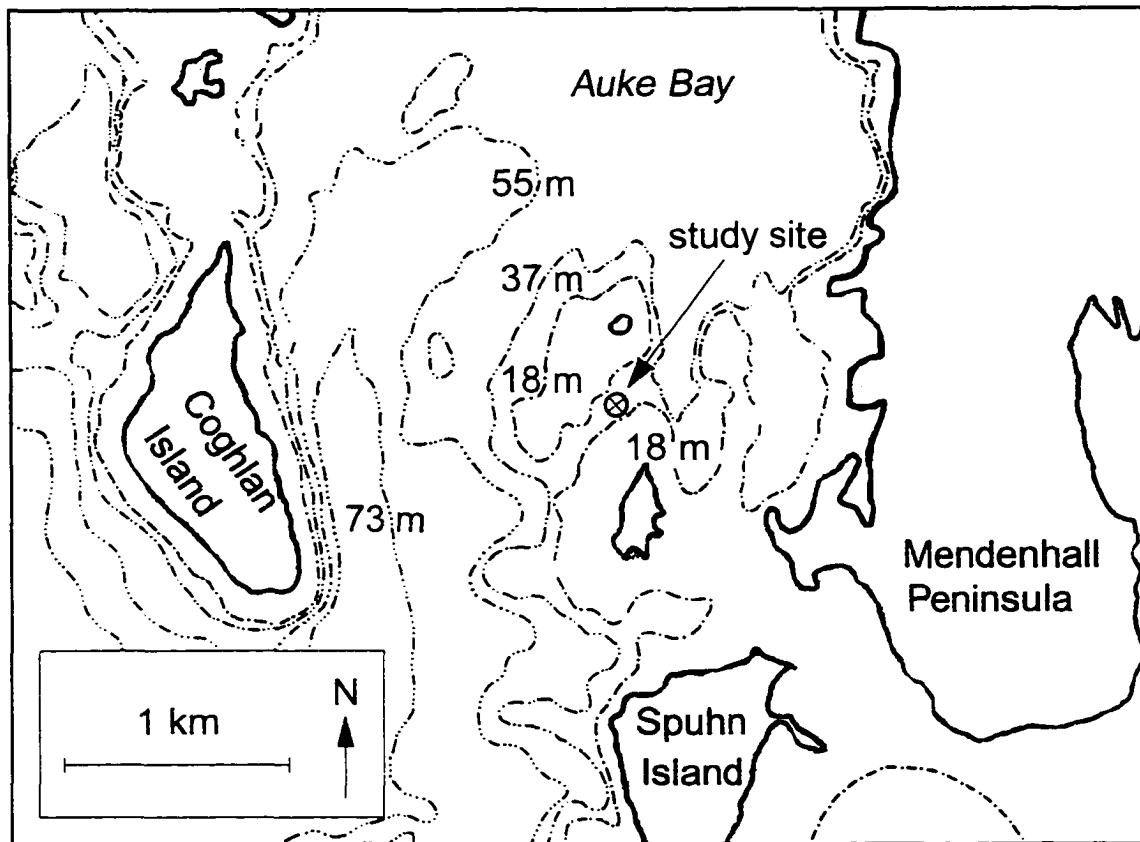 Auke Bay
55 m
study site
37 m
18 m
18 m
Coghlan
Island
73 m
Mendenhall
Peninsula
1 km
N
Spuhn
Island